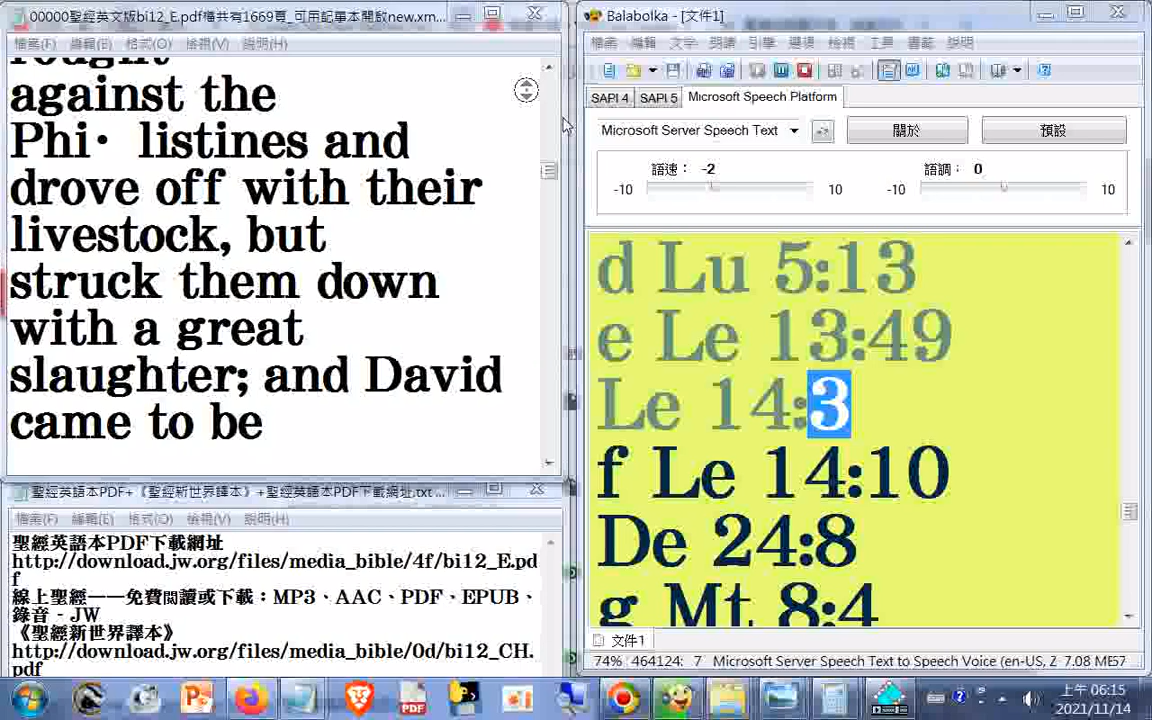 00000聖經英文版bi12_E.pdf檔共有1669頁_可用記事本開啟new.xm...
檔案(F) 編輯(E) 格式(O) 檢視(V) 說明(H)
fought
against the
Phi· listines and
drove off with their
livestock, but
struck them down
with a great
slaughter; and David
came to be
聖經英語本PDF+《聖經新世界譯本》+聖經英語本PDF下載網址.txt ...
檔案(F) 編輯(E) 格式(O) 檢視(V) 說明(H)
聖經英語本PDF下載網址
http://download.jw.org/files/media_bible/4f/bi12_E.pd
f
線上聖經——免費閱讀或下載：MP3、AAC、PDF、EPUB、
錄音 - JW
《聖經新世界譯本》
http://download.jw.org/files/media_bible/0d/bi12_CH.
pdf
Balabolka - [文件1]
檔案 編輯 文字 朗讀 引擎 選項 檢視 工具 書籤 說明
SAPI 4 SAPI 5 Microsoft Speech Platform
Microsoft Server Speech Text 關於 預設
語速： -2 語調： 0
-10 10 -10 10
d Lu 5:13
e Le 13:49
Le 14:3
f Le 14:10
De 24:8
g Mt 8:4
文件1
74% 464124: 7 Microsoft Server Speech Text to Speech Voice (en-US, Z 7.08 ME57
上午 06:15
2021/11/14